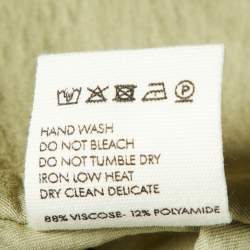 P
HAND WASH
DO NOT BLEACH
DO NOT TUMBLE DRY
IRON LOW HEAT
DRY CLEAN DELICATE
88% VISCOSE- 12% POLYAMIDE